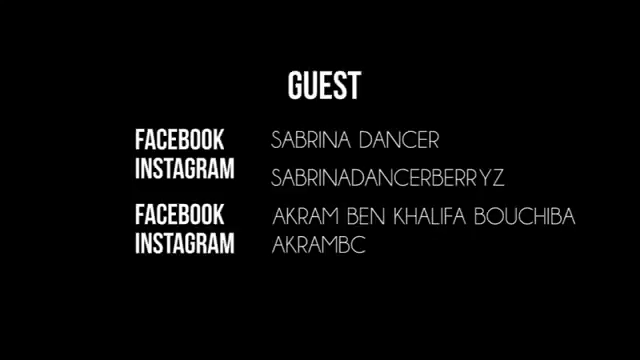 GUEST
FACEBOOK SABRINA DANCER
INSTAGRAM SABRINADANCERBERRYZ
FACEBOOK AKRAM BEN KHALIFA BOUCHIBA
INSTAGRAM AKRAMBC